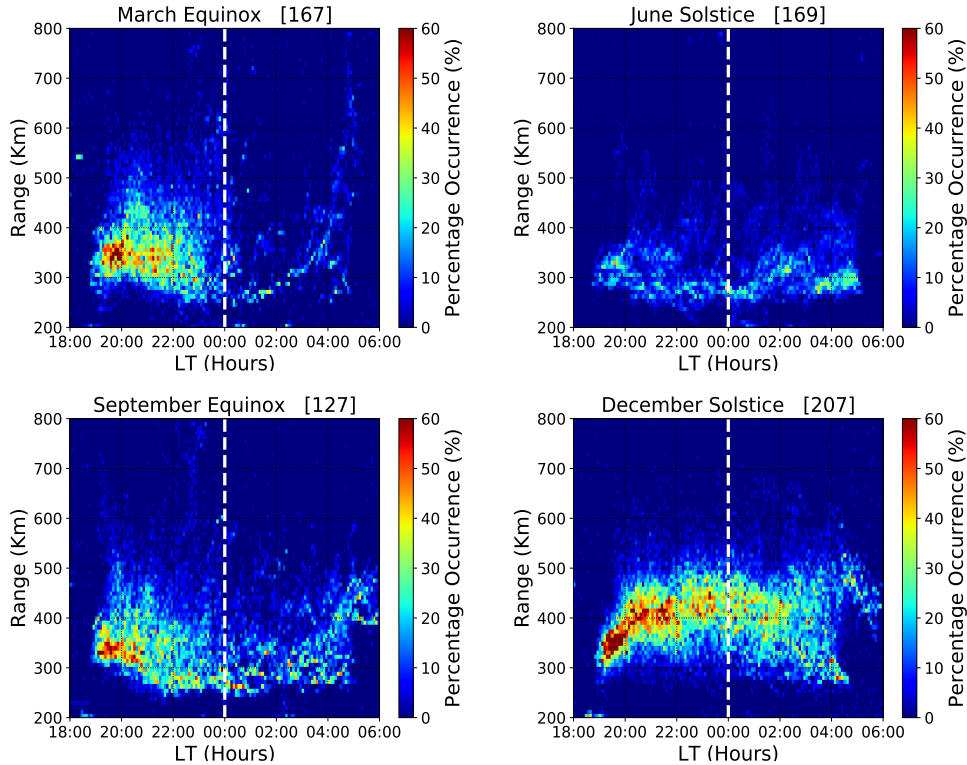 March Equinox [167]
800
700
600
500
400
300
200
Range (Km)
18:00 20:00 22:00 00:00 02:00 04:00 06:00
LT (Hours)
60
50
40
30
20
10
0
Percentage Occurrence (%)
June Solstice [169]
800
700
600
500
400
300
200
Range (Km)
18:00 20:00 22:00 00:00 02:00 04:00 06:00
LT (Hours)
60
50
40
30
20
10
0
Percentage Occurrence (%)
September Equinox [127]
800
700
600
500
400
300
200
Range (Km)
18:00 20:00 22:00 00:00 02:00 04:00 06:00
LT (Hours)
60
50
40
30
20
10
0
Percentage Occurrence (%)
December Solstice [207]
800
700
600
500
400
300
200
Range (Km)
18:00 20:00 22:00 00:00 02:00 04:00 06:00
LT (Hours)
60
50
40
30
20
10
0
Percentage Occurrence (%)